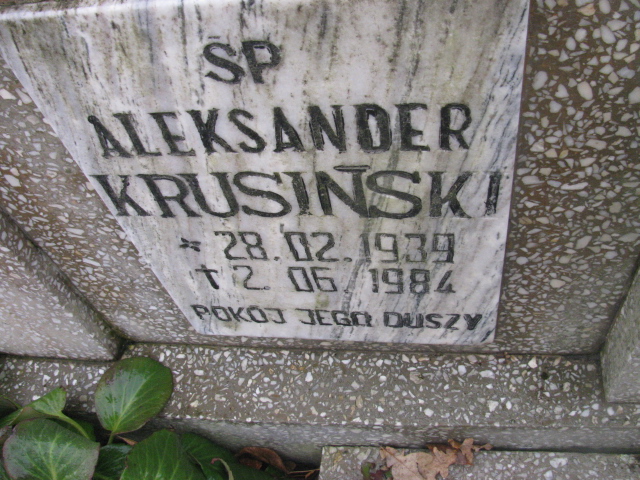 ŚP
ALEKSANDER
KRUSIŃSKI
* 28.02.1939
† 2. 06.1984
POKÓJ JEGO DUSZY